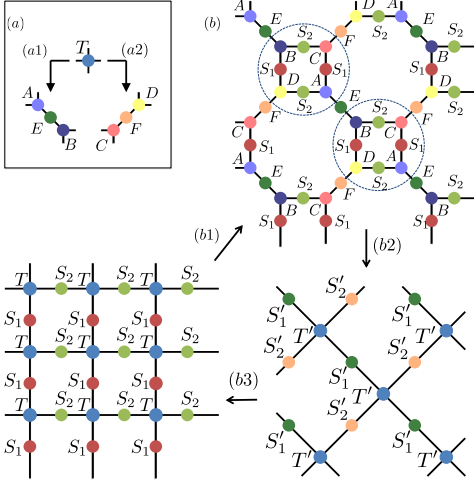 (a)
T
(a1) (a2)
A D
E F
B C
(b)
A D A
E S₂ S₂ E S₂
F
B C B
S₁ S₁ S₁
D A D
S₂ E S₂ F S₂
C B C
S₁ S₁ S₁
A D A
E S₂ E
S₂ F S₂
B C B
S₁ S₁ S₁
(b1)
(b2)
T S₂ T S₂ T S₂
S₁ S₁ S₁
T S₂ T S₂ T S₂
S₁ S₁ S₁
T S₂ T S₂ T S₂
S₁ S₁ S₁
(b3)
S′₂
S′₁ S′₁
T′ T′
S′₂ S′₂
S′₁
T′
S′₂
S′₁ S′₁
T′ T′